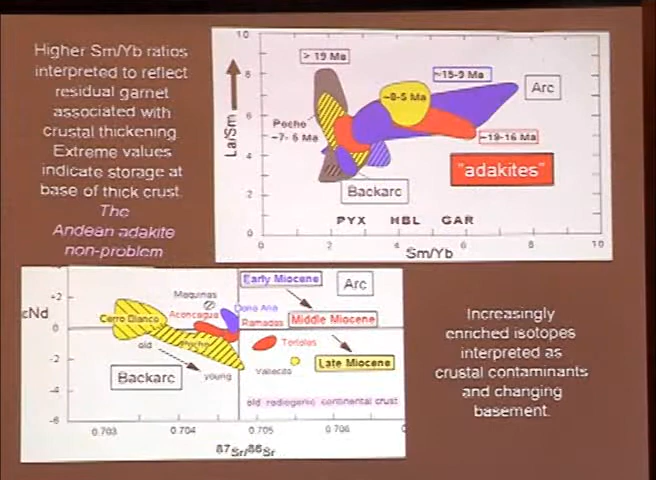 Higher Sm/Yb ratios
interpreted to reflect
residual garnet
associated with
crustal thickening.
Extreme values
indicate storage at
base of thick crust.
The
Andean adakite
non-problem
10
8
6
4
2
0
La/Sm
> 19 Ma
~15-9 Ma
Arc
~8-5 Ma
Pocho
~7- 5 Ma
~19-16 Ma
"adakites"
Backarc
PYX HBL GAR
0 2 4 6 8 10
Sm/Yb
εNd
+2
0
-2
-4
-6
Early Miocene
Arc
Maquinas
Cerro Blanco
Aconcagua
Dona Ana
Ramadas
Middle Miocene
old
Pocho
Tortolas
Backarc
young
Vallecito
Late Miocene
old radiogenic continental crust
0.703 0.704 0.705 0.706
87Sr/86Sr
Increasingly
enriched isotopes
interpreted as
crustal contaminants
and changing
basement.